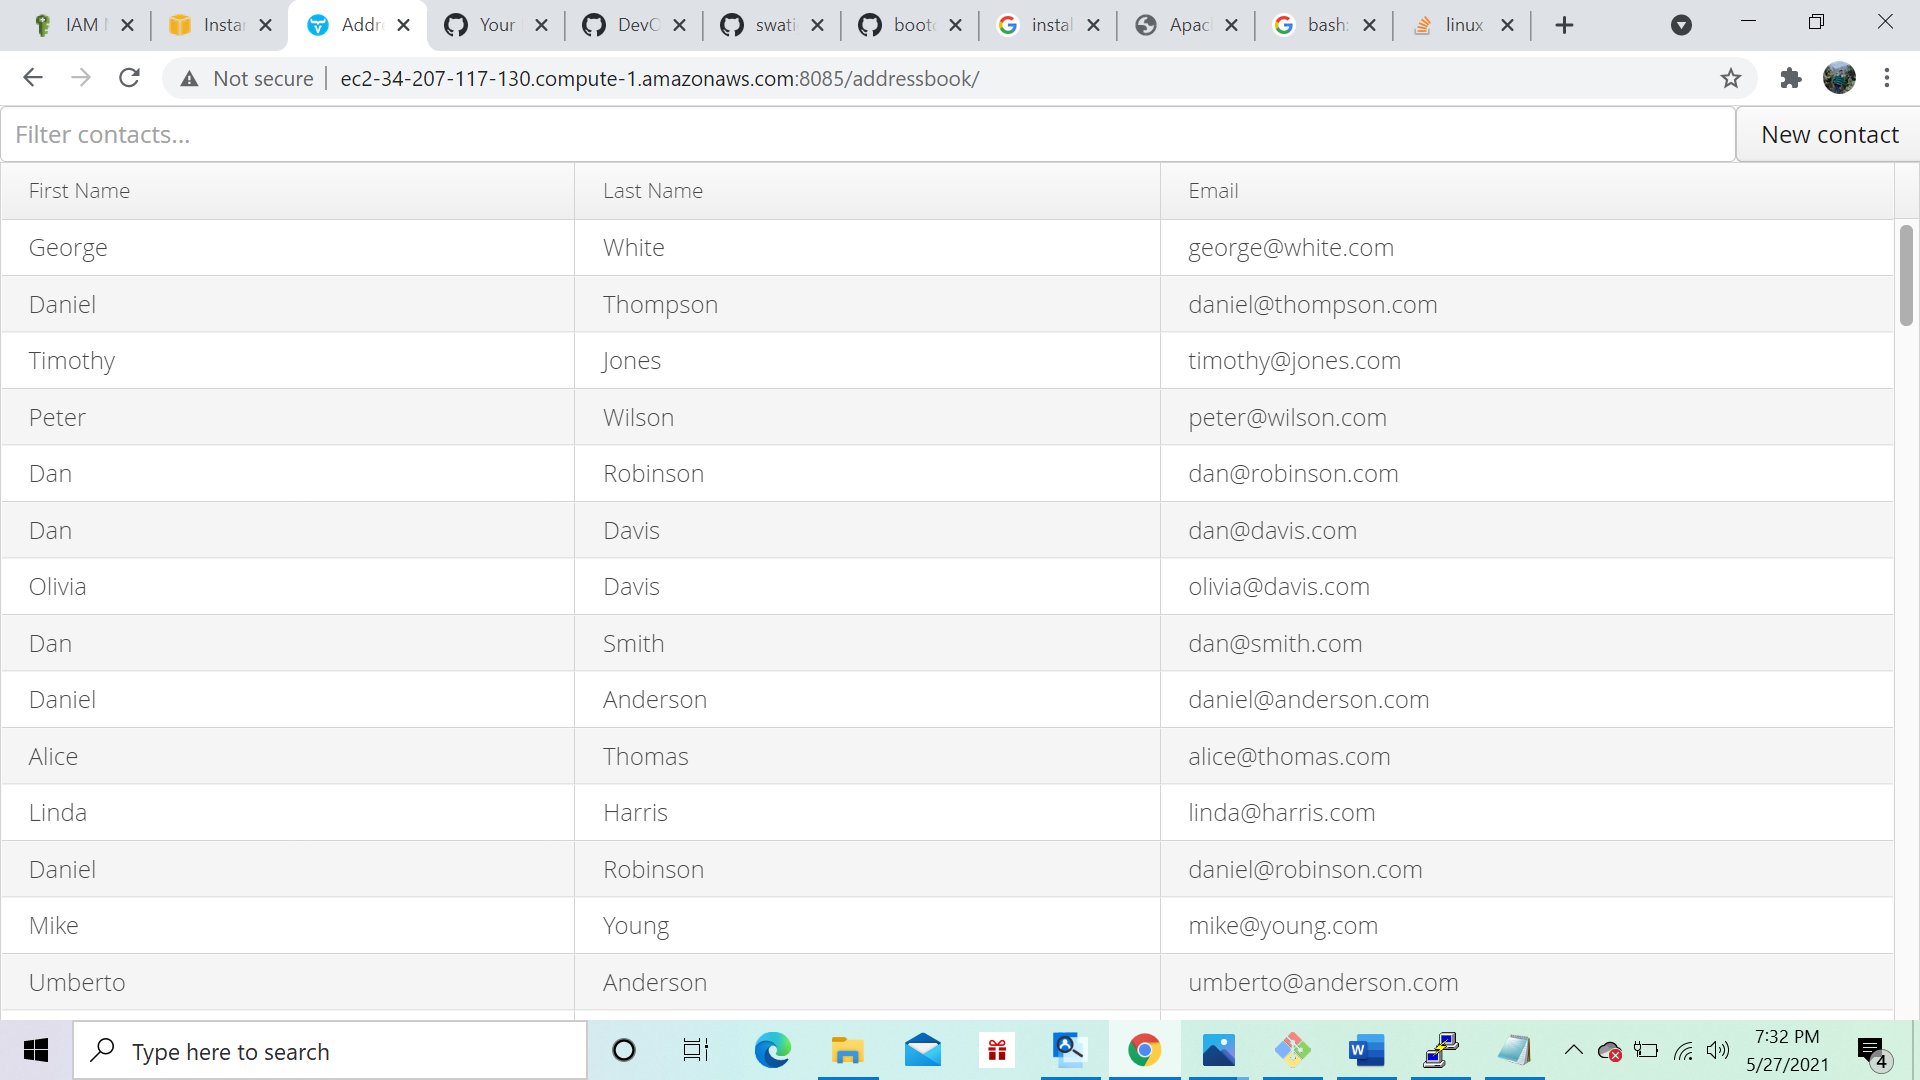 IAM
Instar
Addre
Your
DevO
swati
boote
instal
Apac
bash:
linux
Not secure
ec2-34-207-117-130.compute-1.amazonaws.com:8085/addressbook/
Filter contacts...
New contact
First Name Last Name Email
George White george@white.com
Daniel Thompson daniel@thompson.com
Timothy Jones timothy@jones.com
Peter Wilson peter@wilson.com
Dan Robinson dan@robinson.com
Dan Davis dan@davis.com
Olivia Davis olivia@davis.com
Dan Smith dan@smith.com
Daniel Anderson daniel@anderson.com
Alice Thomas alice@thomas.com
Linda Harris linda@harris.com
Daniel Robinson daniel@robinson.com
Mike Young mike@young.com
Umberto Anderson umberto@anderson.com
Type here to search
W
7:32 PM
5/27/2021
4